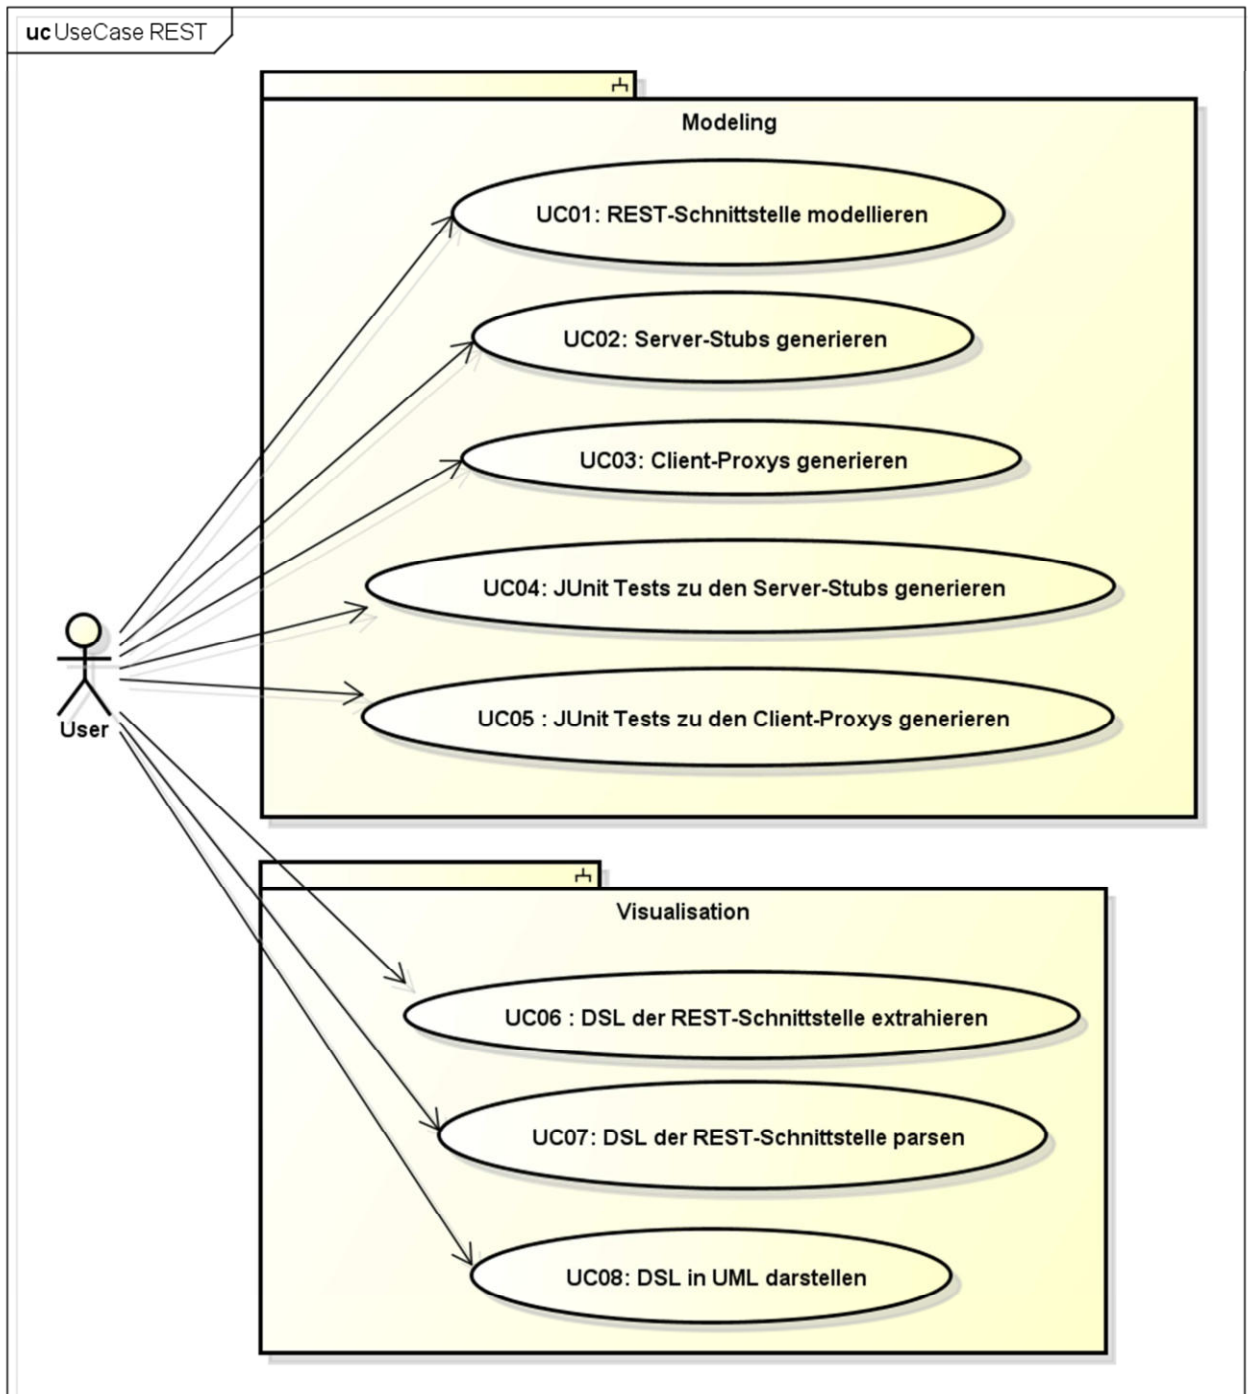 uc UseCase REST
Modeling
UC01: REST-Schnittstelle modellieren
UC02: Server-Stubs generieren
UC03: Client-Proxys generieren
UC04: JUnit Tests zu den Server-Stubs generieren
UC05 : JUnit Tests zu den Client-Proxys generieren
User
Visualisation
UC06 : DSL der REST-Schnittstelle extrahieren
UC07: DSL der REST-Schnittstelle parsen
UC08: DSL in UML darstellen